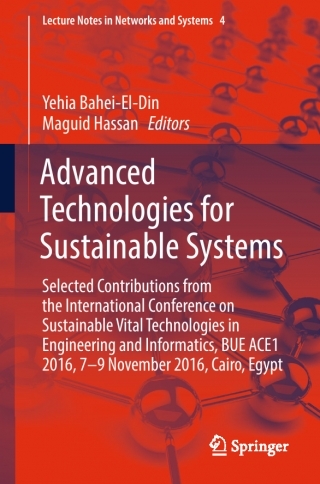 Lecture Notes in Networks and Systems 4
Yehia Bahei-El-Din
Maguid Hassan Editors
Advanced
Technologies for
Sustainable Systems
Selected Contributions from
the International Conference on
Sustainable Vital Technologies in
Engineering and Informatics, BUE ACE1
2016, 7–9 November 2016, Cairo, Egypt
Springer